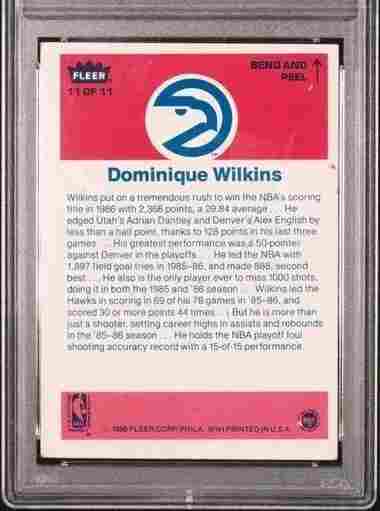 FLEER
11 OF 11
BEND AND
PEEL
Dominique Wilkins
Wilkins put on a tremendous rush to win the NBA's scoring
title in 1986 with 2,366 points, a 29.84 average . . . He
edged Utah's Adrian Dantley and Denver's Alex English by
less than a half point, thanks to 128 points in his last three
games . . . His greatest performance was a 50-pointer
against Denver in the playoffs . . . He led the NBA with
1,897 field goal tries in 1985-86, and made 888, second
best . . . He also is the only player ever to miss 1000 shots,
doing it in both the 1985 and '86 season . . . Wilkins led the
Hawks in scoring in 69 of his 78 games in '85-86, and
scored 30 or more points 44 times . . . But he is more than
just a shooter, setting career highs in assists and rebounds
in the '85-86 season . . . He holds the NBA playoff foul
shooting accuracy record with a 15-of-15 performance.
NBA
© 1986 FLEER CORP. PHILA. 19141 PRINTED IN U.S.A.